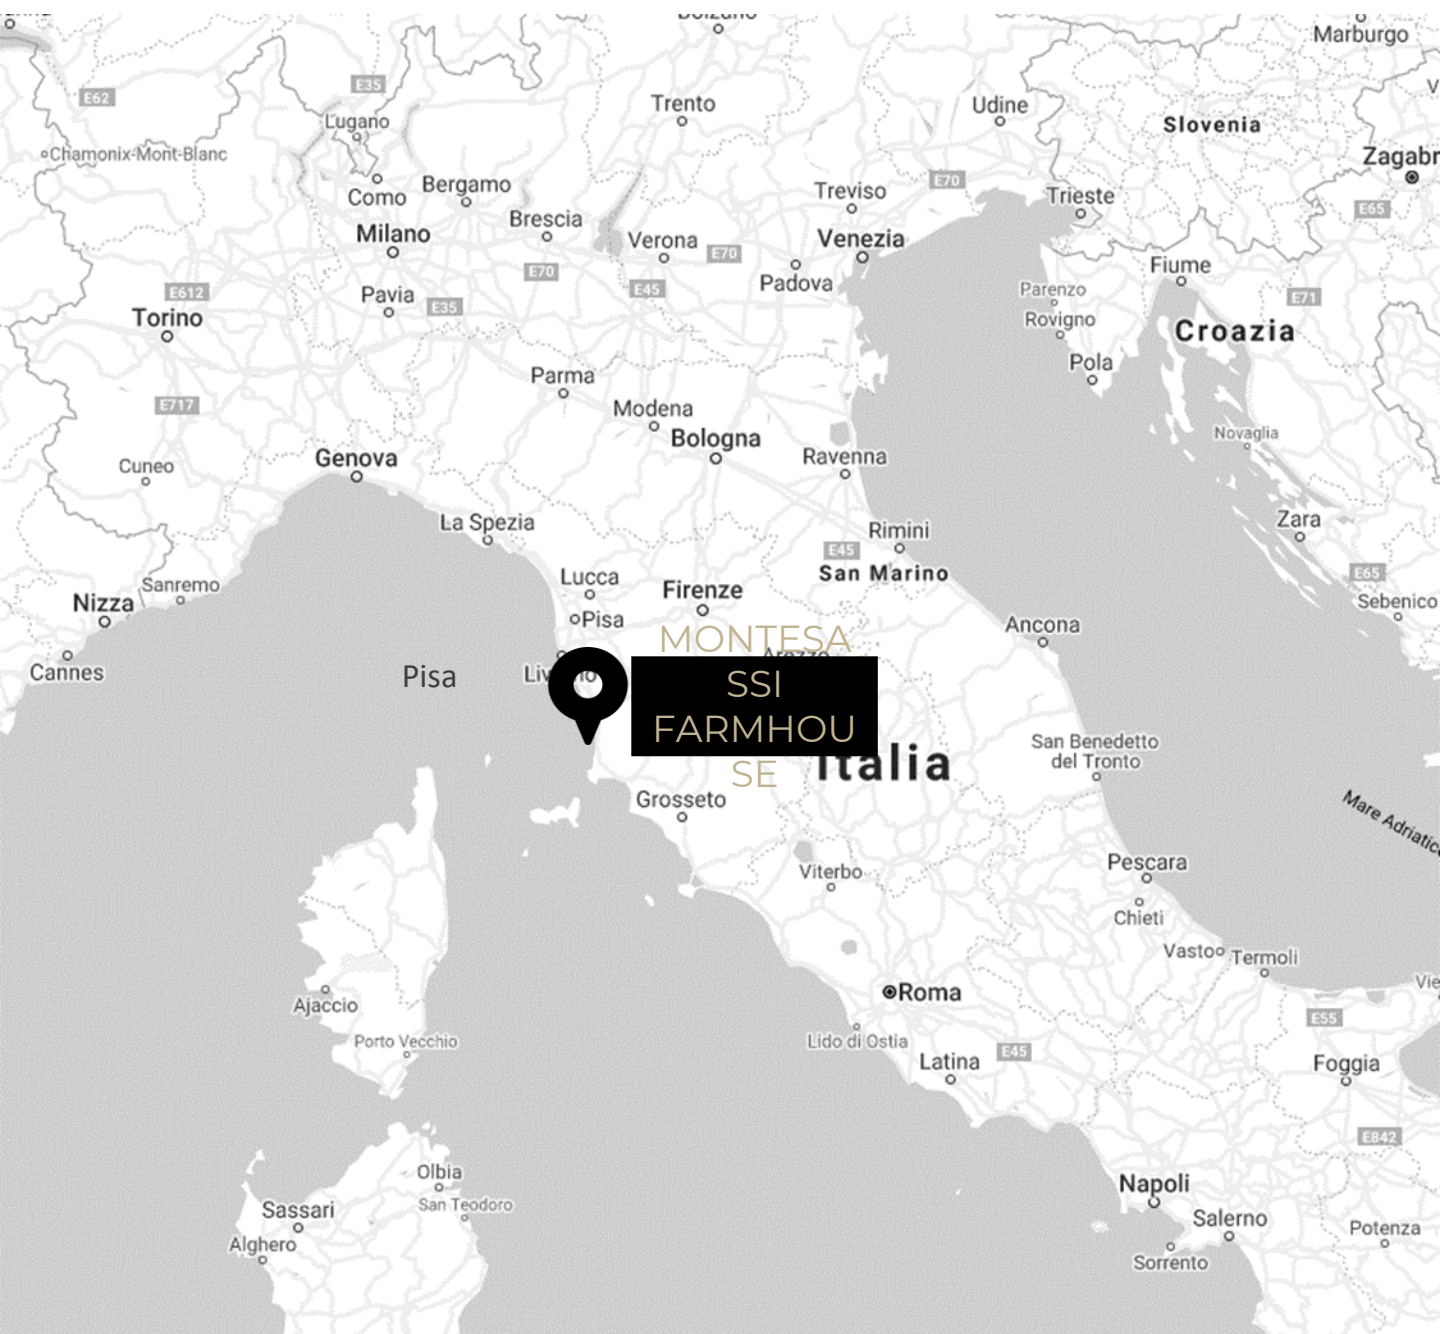 E62
E35
Lugano
Trento
Udine
Marburgo
Slovenia
Chamonix-Mont-Blanc
Como
Bergamo
Treviso
E70
Trieste
E65
Milano
Brescia
Verona
E70
Venezia
E70
E45
Padova
Fiume
E612
Pavia
E35
Parenzo
E71
Torino
Rovigno
Croazia
Parma
Pola
E717
Modena
Bologna
Novaglia
Cuneo
Genova
Ravenna
La Spezia
Rimini
Zara
E45
San Marino
E65
Sanremo
Lucca
Firenze
Nizza
Pisa
Ancona
Sebenico
Cannes
Pisa
MONTESA
SSI
FARMHOU
SE
Italia
San Benedetto
del Tronto
Grosseto
Mare Adriatico
Viterbo
Pescara
Chieti
Vasto
Termoli
Ajaccio
Roma
E55
Porto Vecchio
Lido di Ostia
Latina
E45
Foggia
E842
Olbia
San Teodoro
Napoli
Sassari
Salerno
Potenza
Alghero
Sorrento